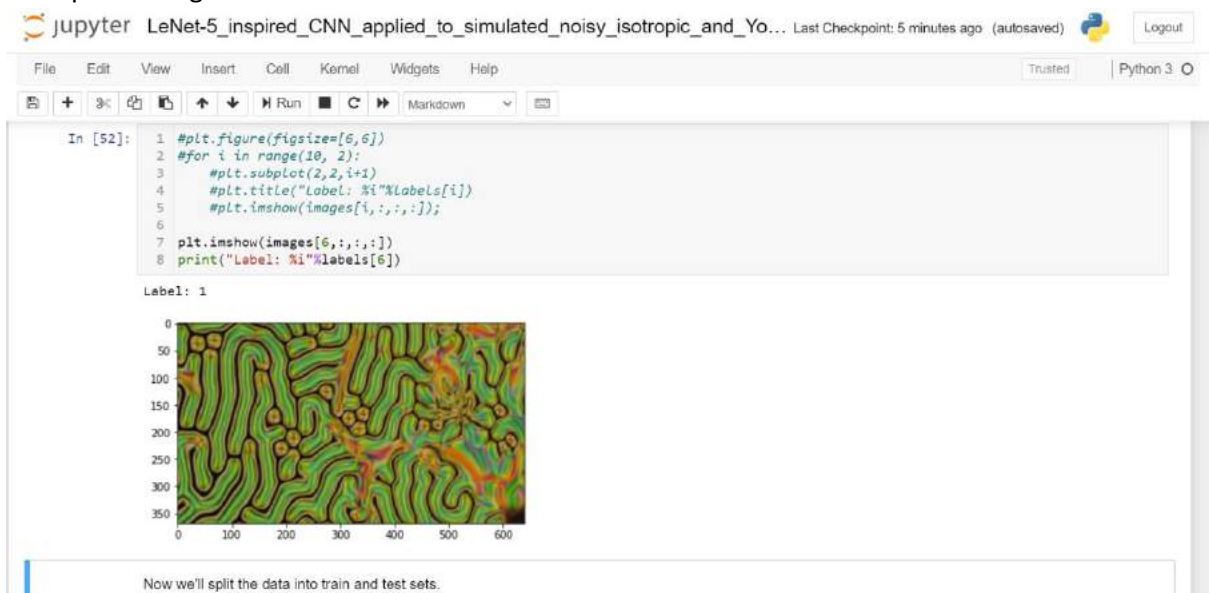 jupyter LeNet-5_inspired_CNN_applied_to_simulated_noisy_isotropic_and_Yo... Last Checkpoint: 5 minutes ago (autosaved) Logout
File Edit View Insert Cell Kernel Widgets Help Trusted Python 3
Run C Markdown
In [52]: 1 #plt.figure(figsize=[6,6])
2 #for i in range(10, 2):
3 #plt.subplot(2,2,i+1)
4 #plt.title("Label: %i"%labels[i])
5 #plt.imshow(images[i,:,:,:]);
6
7 plt.imshow(images[6,:,:,:])
8 print("Label: %i"%labels[6])
Label: 1
0
50
100
150
200
250
300
350
0 100 200 300 400 500 600
Now we'll split the data into train and test sets.